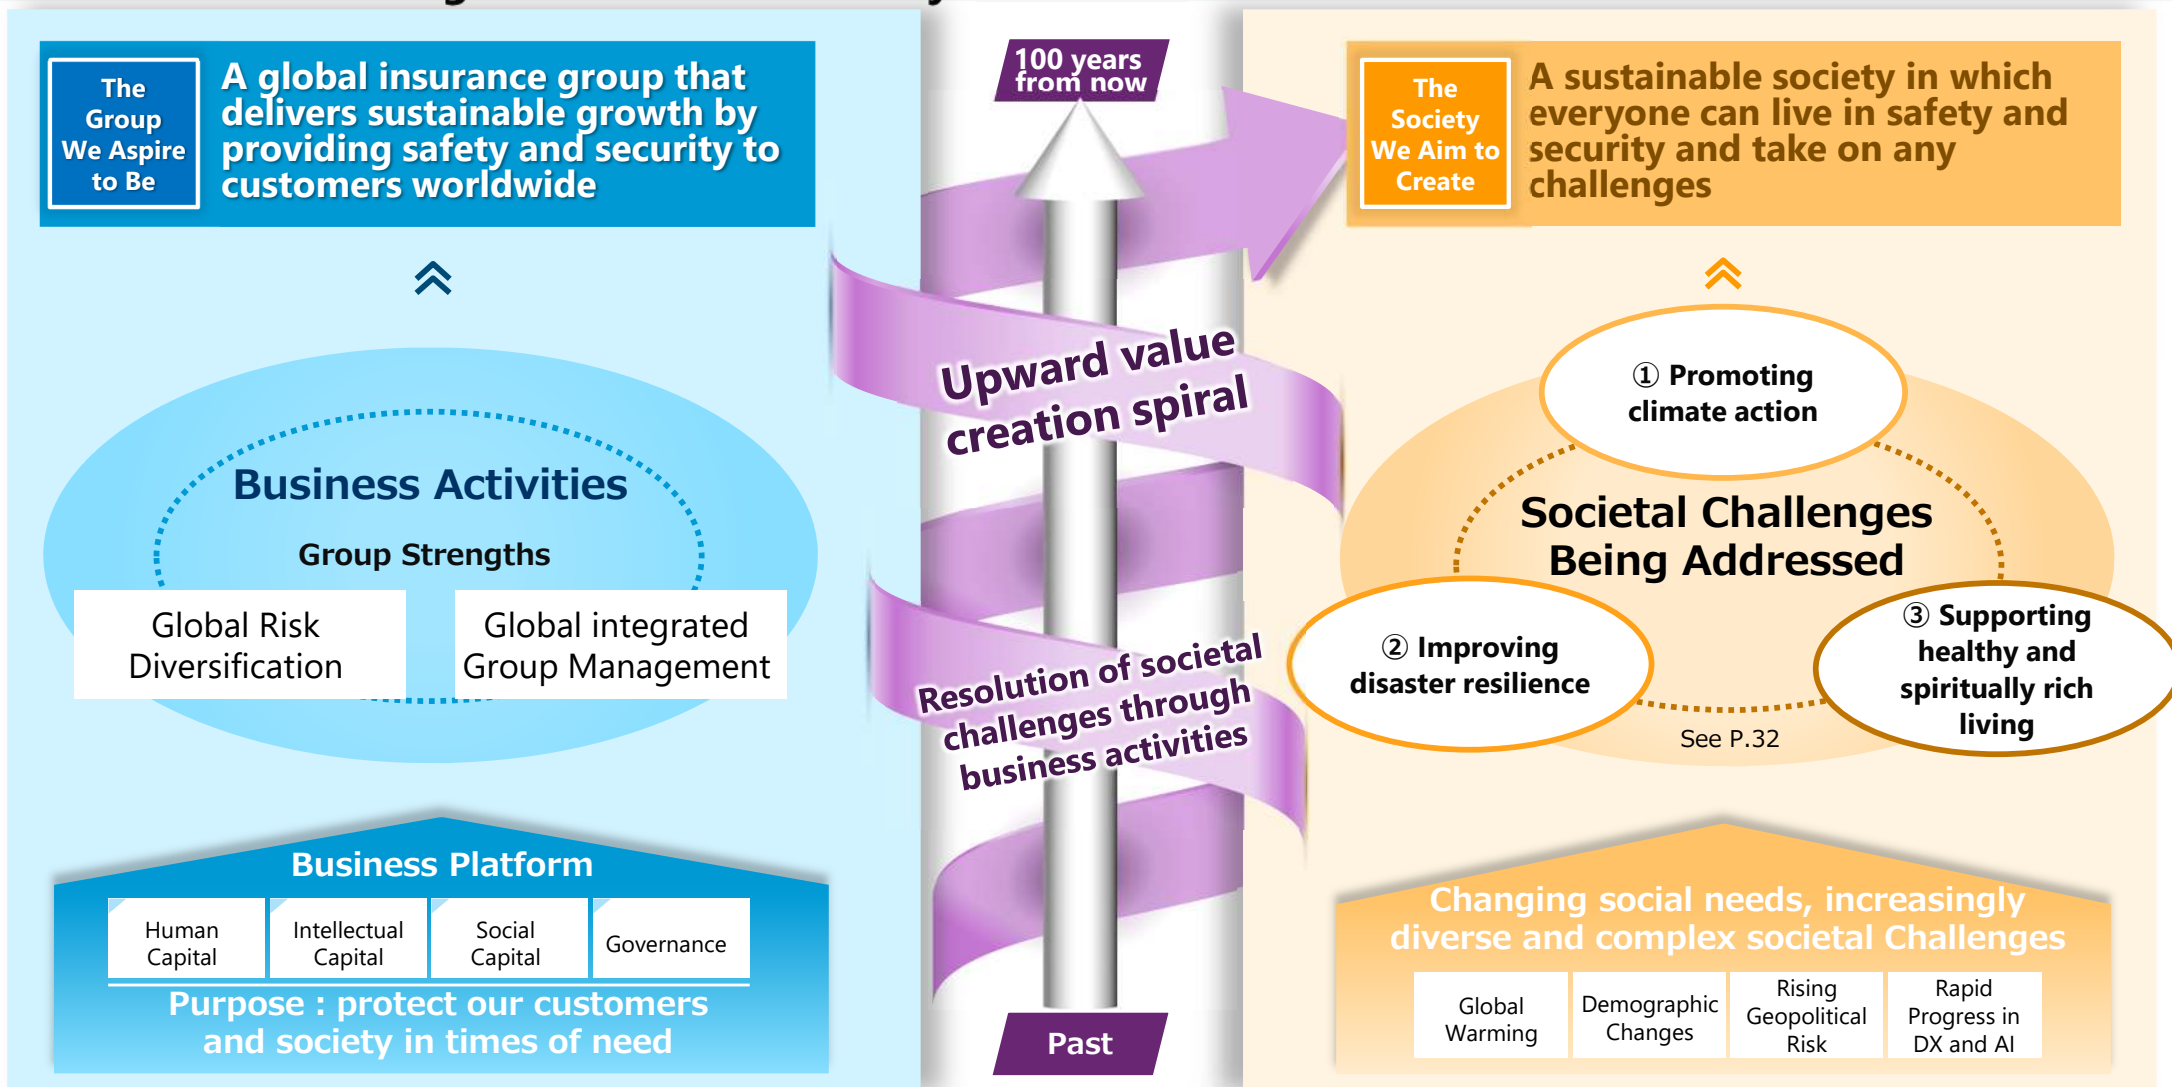 The
Group
We Aspire
to Be
A global insurance group that
delivers sustainable growth by
providing safety and security to
customers worldwide
Business Activities
Group Strengths
Global Risk
Diversification
Global integrated
Group Management
Business Platform
Human
Capital
Intellectual
Capital
Social
Capital
Governance
Purpose : protect our customers
and society in times of need
100 years
from now
Upward value
creation spiral
Resolution of societal
challenges through
business activities
Past
The
Society
We Aim to
Create
A sustainable society in which
everyone can live in safety and
security and take on any
challenges
① Promoting
climate action
Societal Challenges
Being Addressed
② Improving
disaster resilience
③ Supporting
healthy and
spiritually rich
living
See P.32
Changing social needs, increasingly
diverse and complex societal Challenges
Global
Warming
Demographic
Changes
Rising
Geopolitical
Risk
Rapid
Progress in
DX and AI